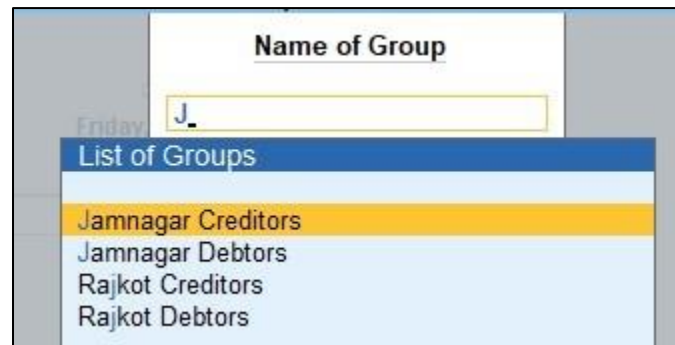 Name of Group
J
Friday
List of Groups
Jamnagar Creditors
Jamnagar Debtors
Rajkot Creditors
Rajkot Debtors